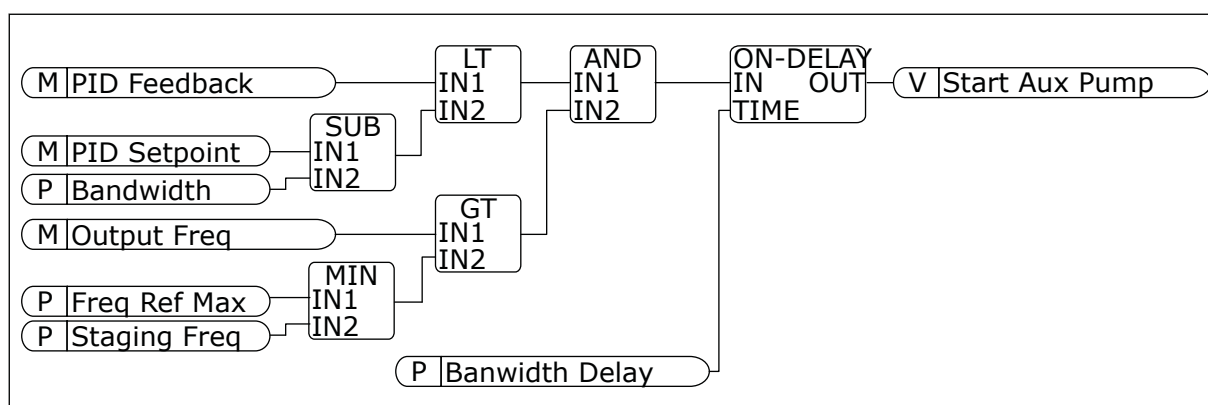 LT
AND
ON-DELAY
M PID Feedback
IN1
IN1
IN OUT
V Start Aux Pump
IN2
IN2
TIME
SUB
M PID Setpoint
IN1
P Bandwidth
IN2
GT
M Output Freq
IN1
IN2
MIN
P Freq Ref Max
IN1
P Staging Freq
IN2
P Banwidth Delay